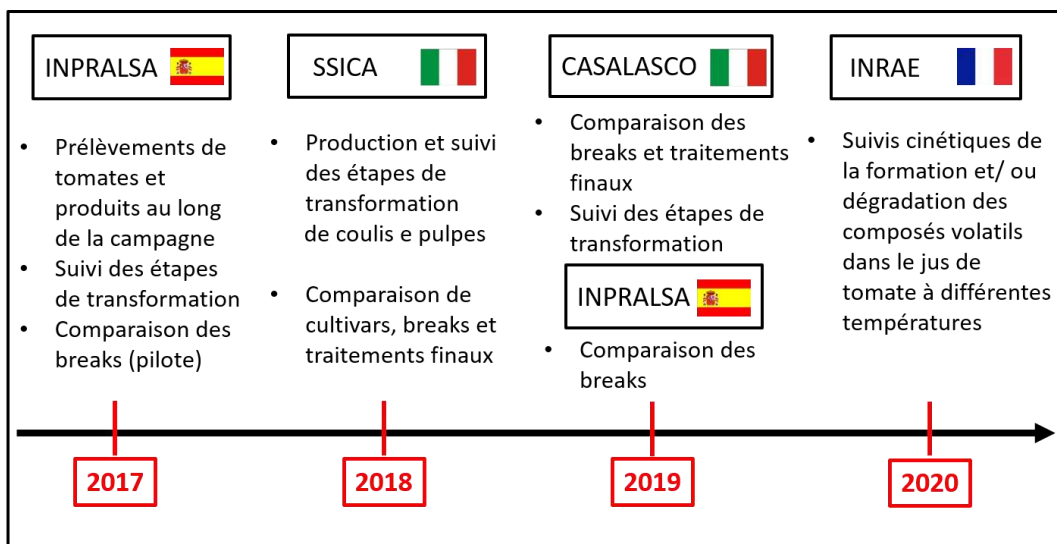 INPRALSA
• Prélèvements de
tomates et
produits au long
de la campagne
• Suivi des étapes
de transformation
• Comparaison des
breaks (pilote)
2017
SSICA
• Production et suivi
des étapes de
transformation
de coulis e pulpes
• Comparaison de
cultivars, breaks et
traitements finaux
2018
CASALASCO
• Comparaison des
breaks et traitements
finaux
• Suivi des étapes de
transformation
INPRALSA
• Comparaison des
breaks
2019
INRAE
• Suivis cinétiques de
la formation et/ ou
dégradation des
composés volatils
dans le jus de
tomate à différentes
températures
2020